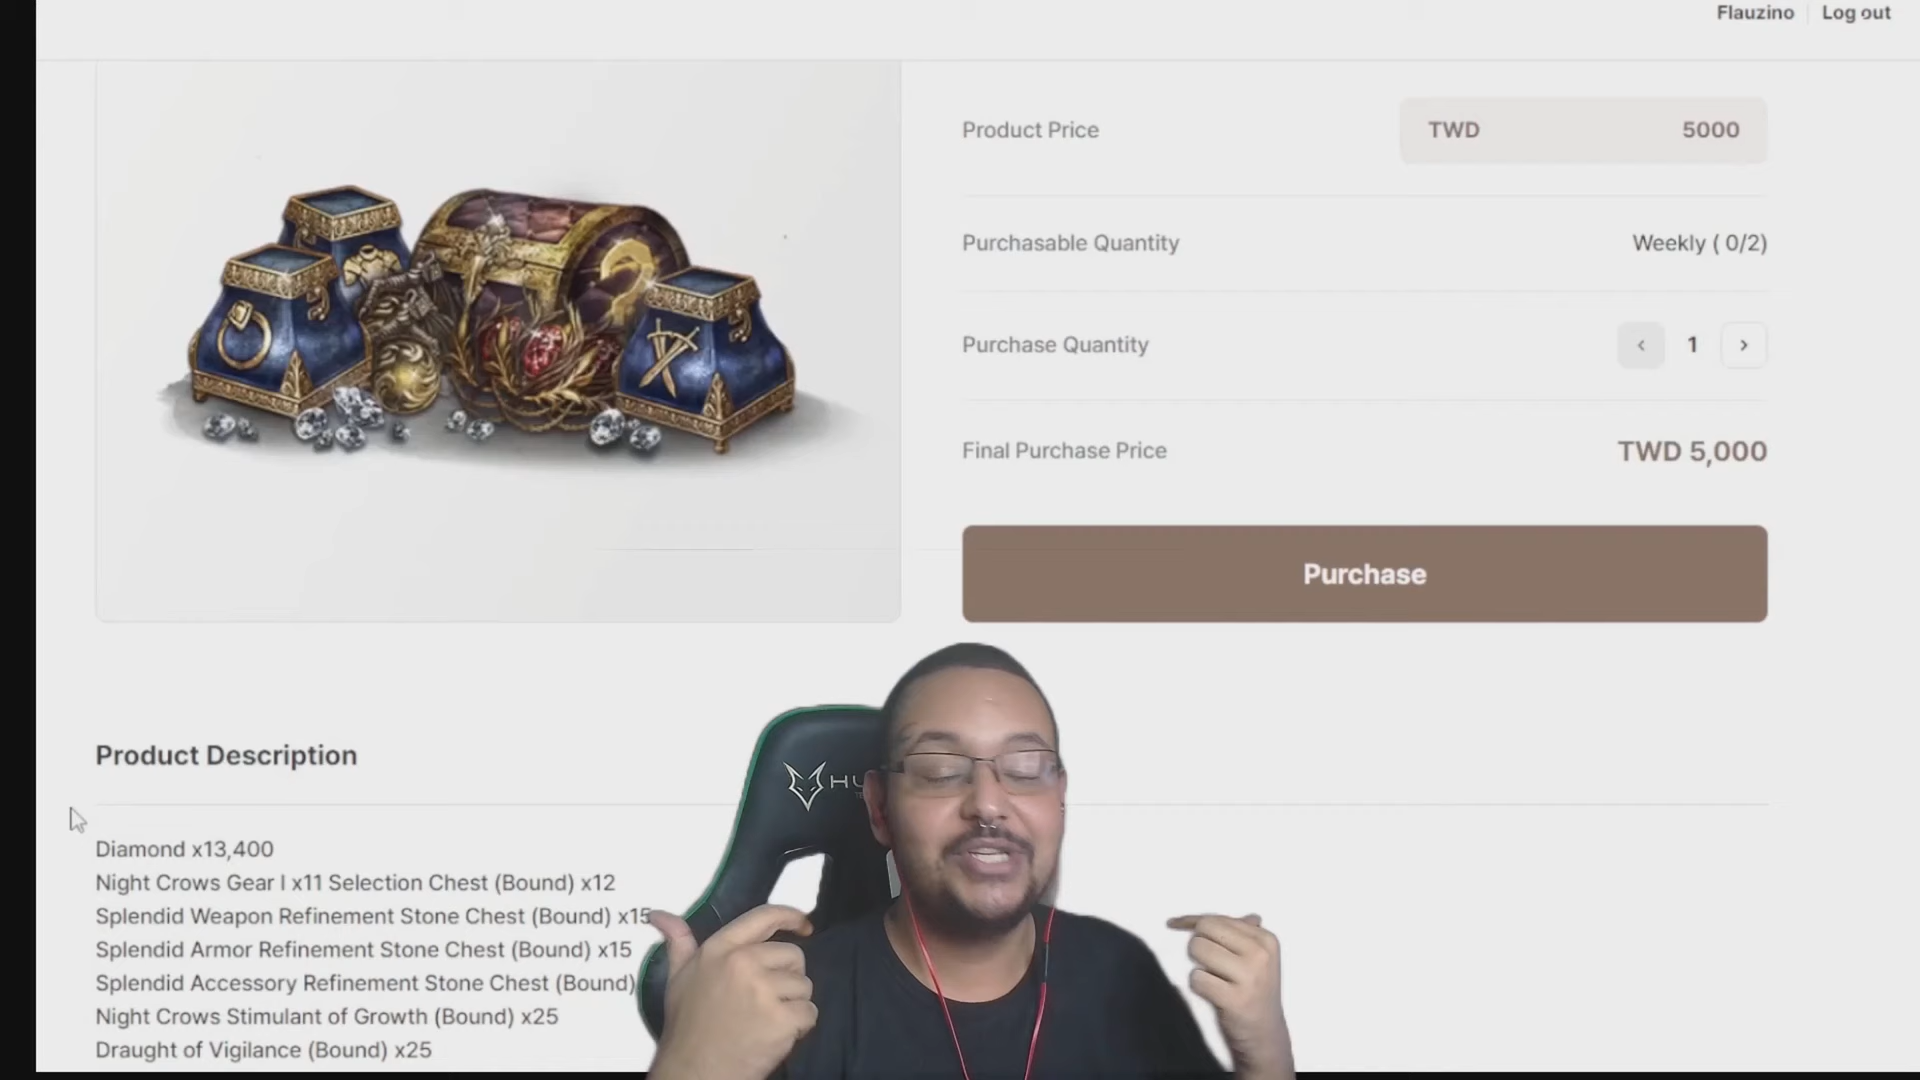 Flauzino
Log out
Product Price
TWD 5000
Purchasable Quantity
Weekly ( 0/2)
Purchase Quantity
‹ 1 ›
Final Purchase Price
TWD 5,000
Purchase
Product Description
Diamond x13,400
Night Crows Gear I x11 Selection Chest (Bound) x12
Splendid Weapon Refinement Stone Chest (Bound) x15
Splendid Armor Refinement Stone Chest (Bound) x15
Splendid Accessory Refinement Stone Chest (Bound)
Night Crows Stimulant of Growth (Bound) x25
Draught of Vigilance (Bound) x25
HU